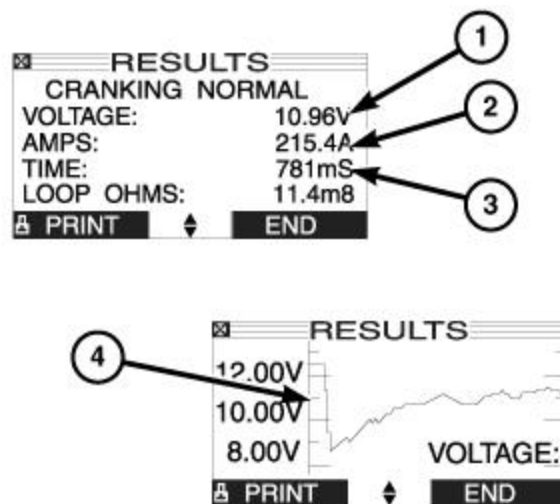 1
RESULTS
CRANKING NORMAL
VOLTAGE: 10.96V
2
AMPS: 215.4A
TIME: 781mS
LOOP OHMS: 11.4m8
3
PRINT END
RESULTS
4
12.00V
10.00V
8.00V
VOLTAGE:
PRINT END